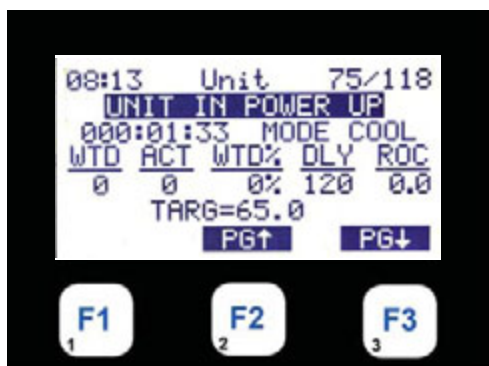 08:13 Unit 75/118
UNIT IN POWER UP
000:01:33 MODE COOL
WTD ACT WTD% DLY ROC
0 0 0% 120 0.0
TARG=65.0
PG↑ PG↓
F1 F2 F3
1 2 3